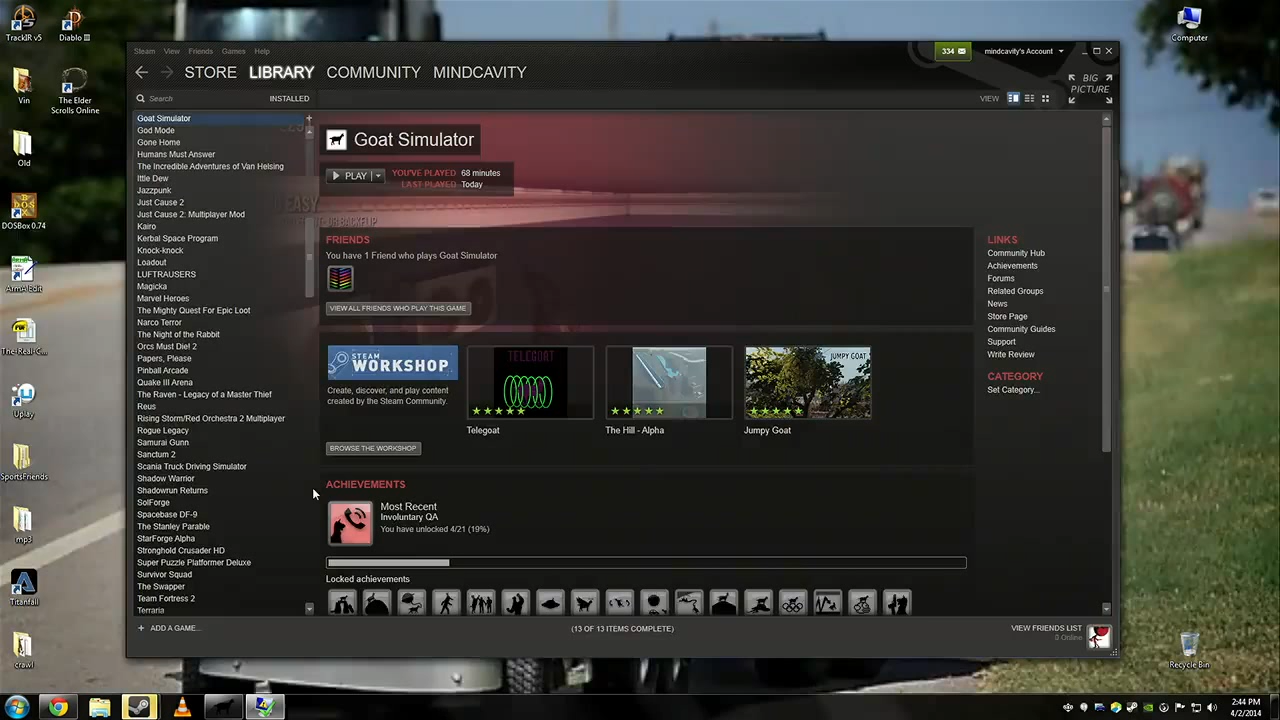 TrackIR v5
Diablo III
Computer
Vin
The Elder
Scrolls Online
Old
DOSBox 0.74
ArmA Edit
The-Real-C...
Uplay
SportsFriends
mp3
Titanfall
crawl
Recycle Bin
Steam View Friends Games Help
334
mindcavity's Account
STORE LIBRARY COMMUNITY MINDCAVITY
BIG
PICTURE
Search
INSTALLED
VIEW
Goat Simulator
God Mode
Gone Home
Humans Must Answer
The Incredible Adventures of Van Helsing
Ittle Dew
Jazzpunk
Just Cause 2
Just Cause 2: Multiplayer Mod
Kairo
Kerbal Space Program
Knock-knock
Loadout
LUFTRAUSERS
Magicka
Marvel Heroes
The Mighty Quest For Epic Loot
Narco Terror
The Night of the Rabbit
Orcs Must Die! 2
Papers, Please
Pinball Arcade
Quake III Arena
The Raven - Legacy of a Master Thief
Reus
Rising Storm/Red Orchestra 2 Multiplayer
Rogue Legacy
Samurai Gunn
Sanctum 2
Scania Truck Driving Simulator
Shadow Warrior
Shadowrun Returns
SolForge
Spacebase DF-9
The Stanley Parable
StarForge Alpha
Stronghold Crusader HD
Super Puzzle Platformer Deluxe
Survivor Squad
The Swapper
Team Fortress 2
Terraria
+ ADD A GAME...
Goat Simulator
PLAY
YOU'VE PLAYED 68 minutes
LAST PLAYED Today
EASY
BACKFLIP
FRIENDS
You have 1 Friend who plays Goat Simulator
VIEW ALL FRIENDS WHO PLAY THIS GAME
STEAM
WORKSHOP
Create, discover, and play content
created by the Steam Community.
BROWSE THE WORKSHOP
TELEGOAT
Telegoat
The Hill - Alpha
JUMPY GOAT
Jumpy Goat
ACHIEVEMENTS
Most Recent
Involuntary QA
You have unlocked 4/21 (19%)
Locked achievements
LINKS
Community Hub
Achievements
Forums
Related Groups
News
Store Page
Community Guides
Support
Write Review
CATEGORY
Set Category...
(13 OF 13 ITEMS COMPLETE)
VIEW FRIENDS LIST
0 Online
2:44 PM
4/2/2014